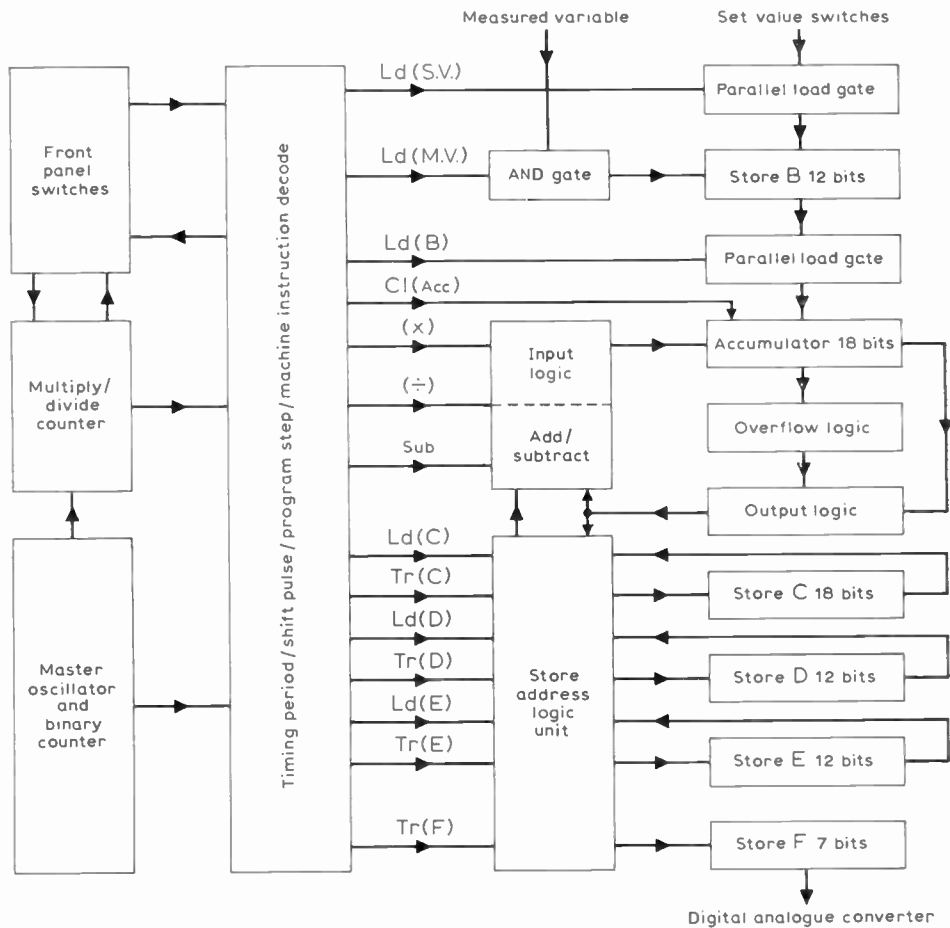 Measured variable
Set value switches
Ld(S.V.)
Parallel load gate
Front
panel
switches
Ld(M.V.)
AND gate
Store B 12 bits
Ld(B)
Parallel load gate
Cl(Acc)
(x)
Input
logic
Accumulator 18 bits
Multiply/
divide
counter
(÷)
Add/
subtract
Overflow logic
Sub
Output logic
Timing period/shift pulse/program step/machine instruction decode
Ld(C)
Tr(C)
Store C 18 bits
Ld(D)
Master
oscillator
and
binary
counter
Tr(D)
Store
address
logic
unit
Store D 12 bits
Ld(E)
Tr(E)
Store E 12 bits
Tr(F)
Store F 7 bits
Digital analogue converter